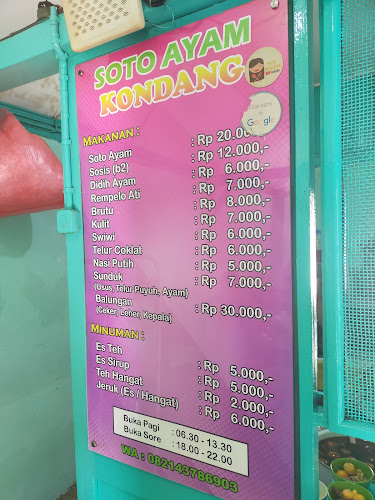 SOTO AYAM
KONDANG
Google
MAKANAN :
Soto Ayam : Rp 20.000
Sosis (b2) : Rp 12.000,-
Didih Ayam : Rp 6.000,-
Rempelo Ati : Rp 7.000,-
Brutu : Rp 8.000,-
Kulit : Rp 7.000,-
Swiwi : Rp 6.000,-
Telur Coklat : Rp 6.000,-
Nasi Putih : Rp 5.000,-
Sunduk : Rp 7.000,-
(Usus, Telur Puyuh, Ayam)
Balungan : Rp 30.000,-
(Ceker, Leher, Kepala)
MINUMAN :
Es Teh : Rp 5.000,-
Es Sirup : Rp 5.000,-
Teh Hangat : Rp 2.000,-
Jeruk (Es / Hangat) : Rp 6.000,-
Buka Pagi : 06.30 - 13.30
Buka Sore : 18.00 - 22.00
WA : 082143786903